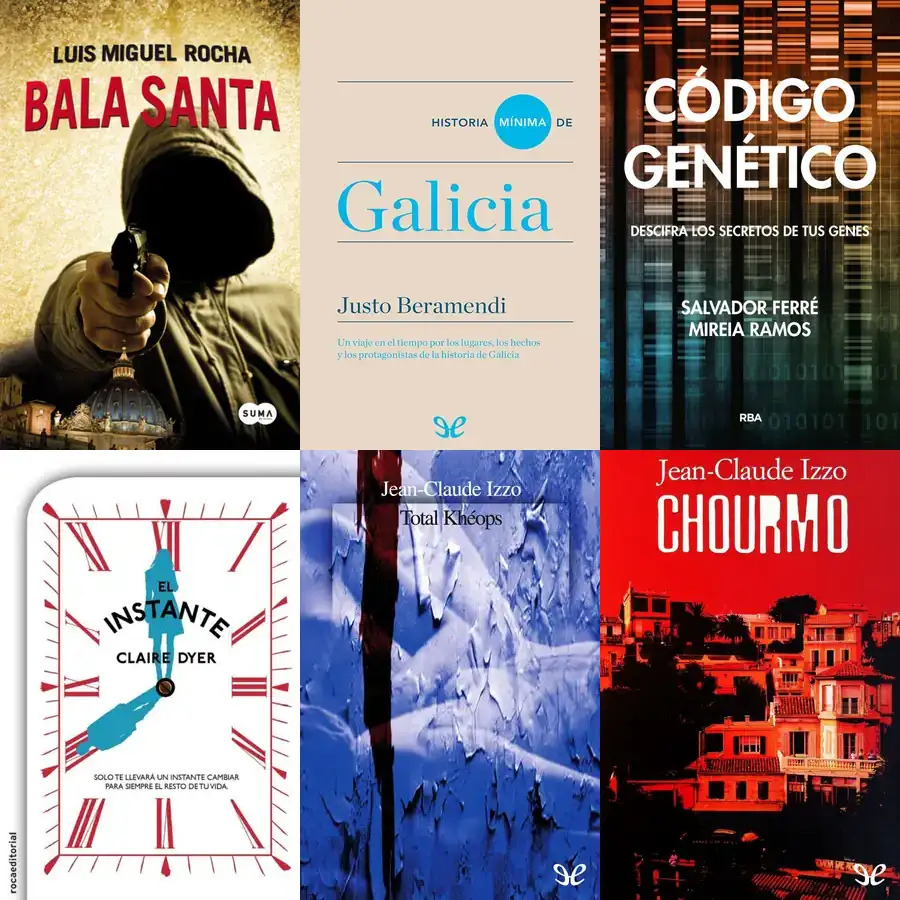 LUIS MIGUEL ROCHA
BALA SANTA
SUMA
HISTORIA MÍNIMA DE
Galicia
Justo Beramendi
Un viaje en el tiempo por los lugares, los hechos
y los protagonistas de la historia de Galicia
CÓDIGO
GENÉTICO
DESCIFRA LOS SECRETOS DE TUS GENES
SALVADOR FERRÉ
MIREIA RAMOS
RBA
EL
INSTANTE
CLAIRE DYER
SOLO TE LLEVARÁ UN INSTANTE CAMBIAR
PARA SIEMPRE EL RESTO DE TU VIDA.
rocaeditorial
Jean-Claude Izzo
Total Khéops
Jean-Claude Izzo
CHOURMO